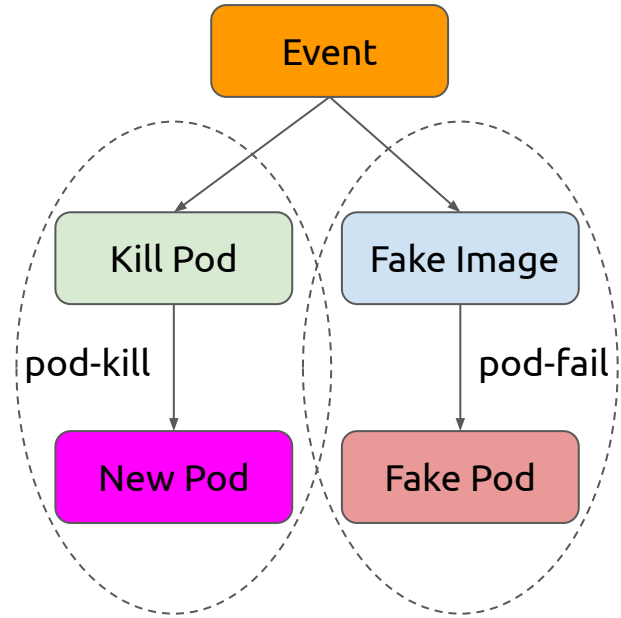 Event
Kill Pod
Fake Image
pod-kill
pod-fail
New Pod
Fake Pod